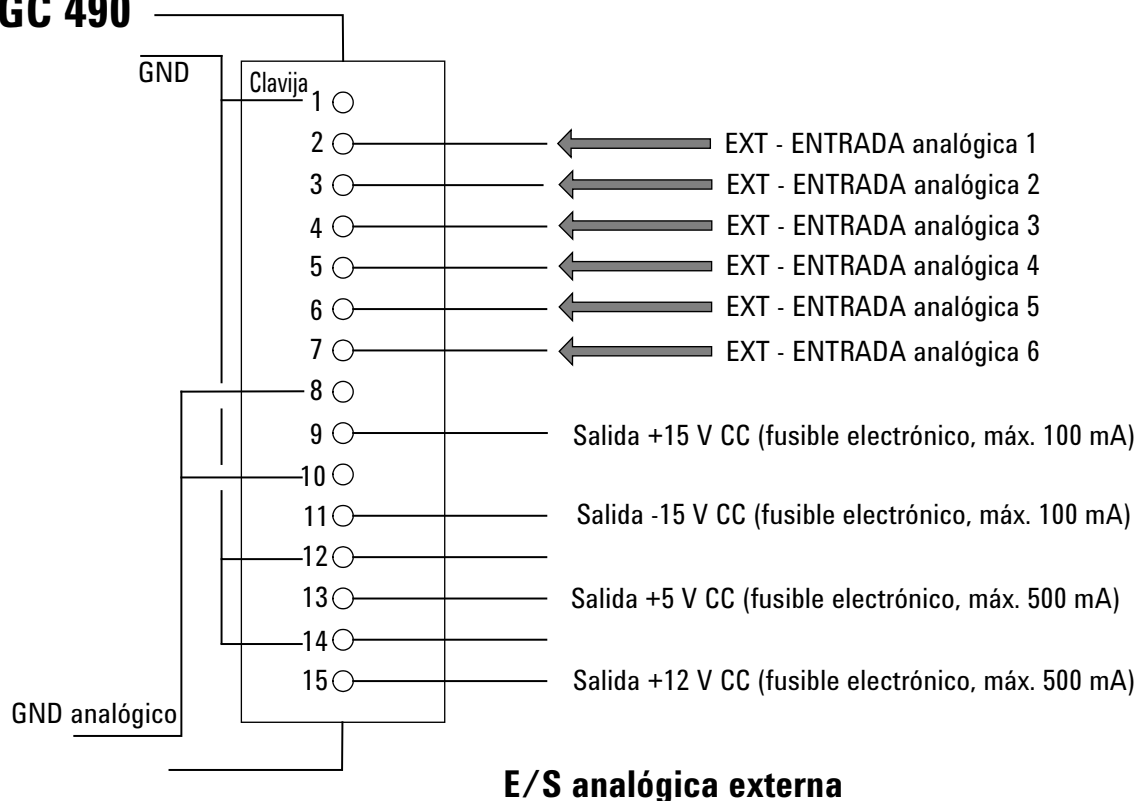 GC 490
GND
Clavija
1
2 EXT - ENTRADA analógica 1
3 EXT - ENTRADA analógica 2
4 EXT - ENTRADA analógica 3
5 EXT - ENTRADA analógica 4
6 EXT - ENTRADA analógica 5
7 EXT - ENTRADA analógica 6
8
9 Salida +15 V CC (fusible electrónico, máx. 100 mA)
10
11 Salida -15 V CC (fusible electrónico, máx. 100 mA)
12
13 Salida +5 V CC (fusible electrónico, máx. 500 mA)
14
15 Salida +12 V CC (fusible electrónico, máx. 500 mA)
GND analógico
E/S analógica externa